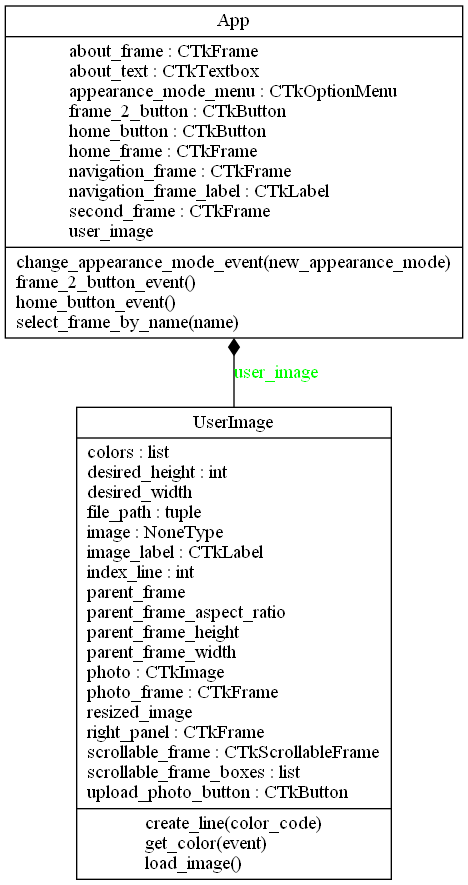 App
about_frame : CTkFrame
about_text : CTkTextbox
appearance_mode_menu : CTkOptionMenu
frame_2_button : CTkButton
home_button : CTkButton
home_frame : CTkFrame
navigation_frame : CTkFrame
navigation_frame_label : CTkLabel
second_frame : CTkFrame
user_image
change_appearance_mode_event(new_appearance_mode)
frame_2_button_event()
home_button_event()
select_frame_by_name(name)
user_image
UserImage
colors : list
desired_height : int
desired_width
file_path : tuple
image : NoneType
image_label : CTkLabel
index_line : int
parent_frame
parent_frame_aspect_ratio
parent_frame_height
parent_frame_width
photo : CTkImage
photo_frame : CTkFrame
resized_image
right_panel : CTkFrame
scrollable_frame : CTkScrollableFrame
scrollable_frame_boxes : list
upload_photo_button : CTkButton
create_line(color_code)
get_color(event)
load_image()